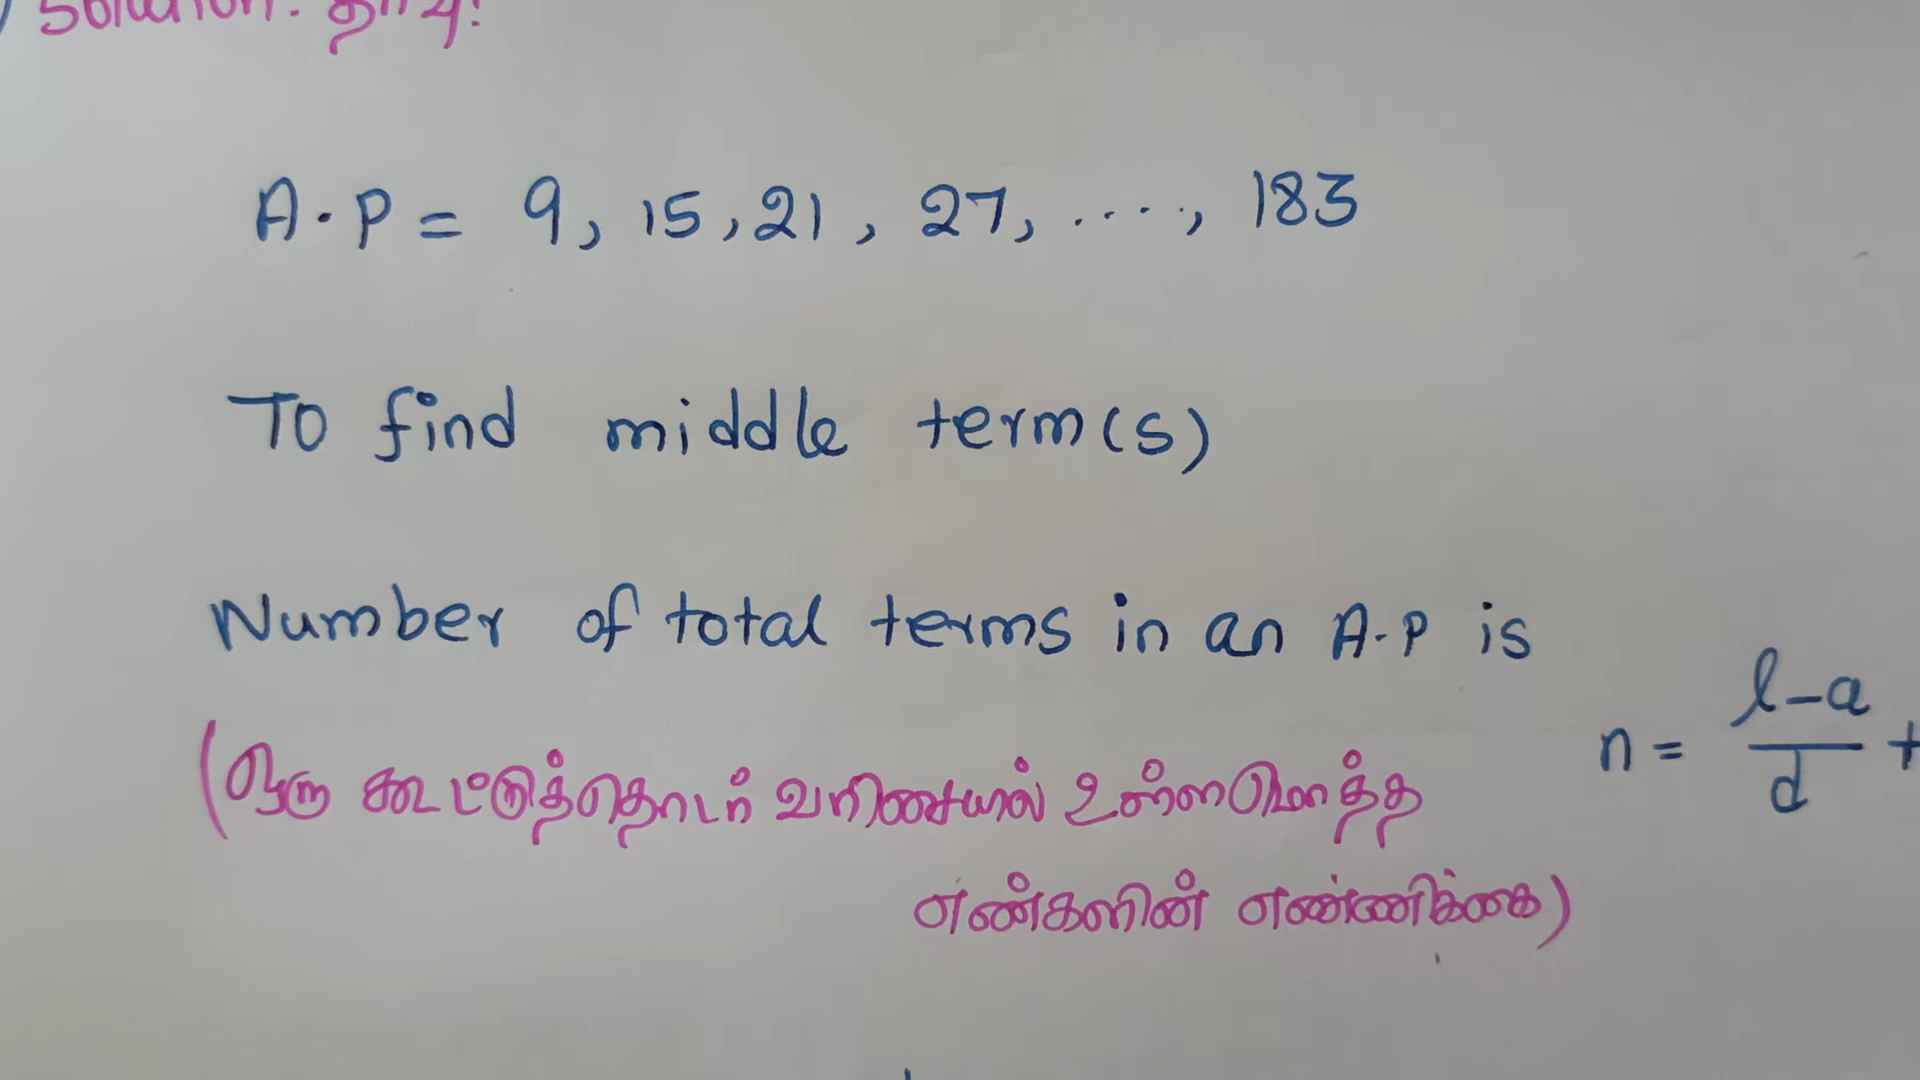 Solution: தீர்வு:
A.P = 9, 15, 21, 27, ...., 183
To find middle term(s)
Number of total terms in an A.P is
n = l-a/d +
(ஒரு கூட்டுத்தொடர் வரிசையில் உள்ள மொத்த
எண்களின் எண்ணிக்கை)